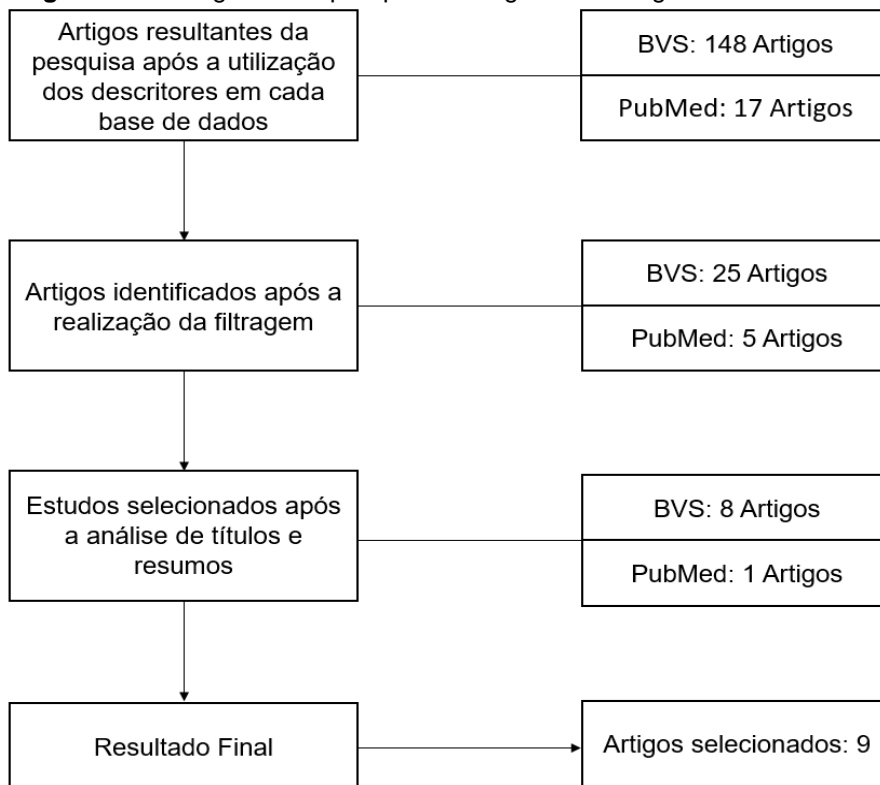 Artigos resultantes da
pesquisa após a utilização
dos descritores em cada
base de dados
BVS: 148 Artigos
PubMed: 17 Artigos
Artigos identificados após a
realização da filtragem
BVS: 25 Artigos
PubMed: 5 Artigos
Estudos selecionados após
a análise de títulos e
resumos
BVS: 8 Artigos
PubMed: 1 Artigos
Resultado Final
Artigos selecionados: 9